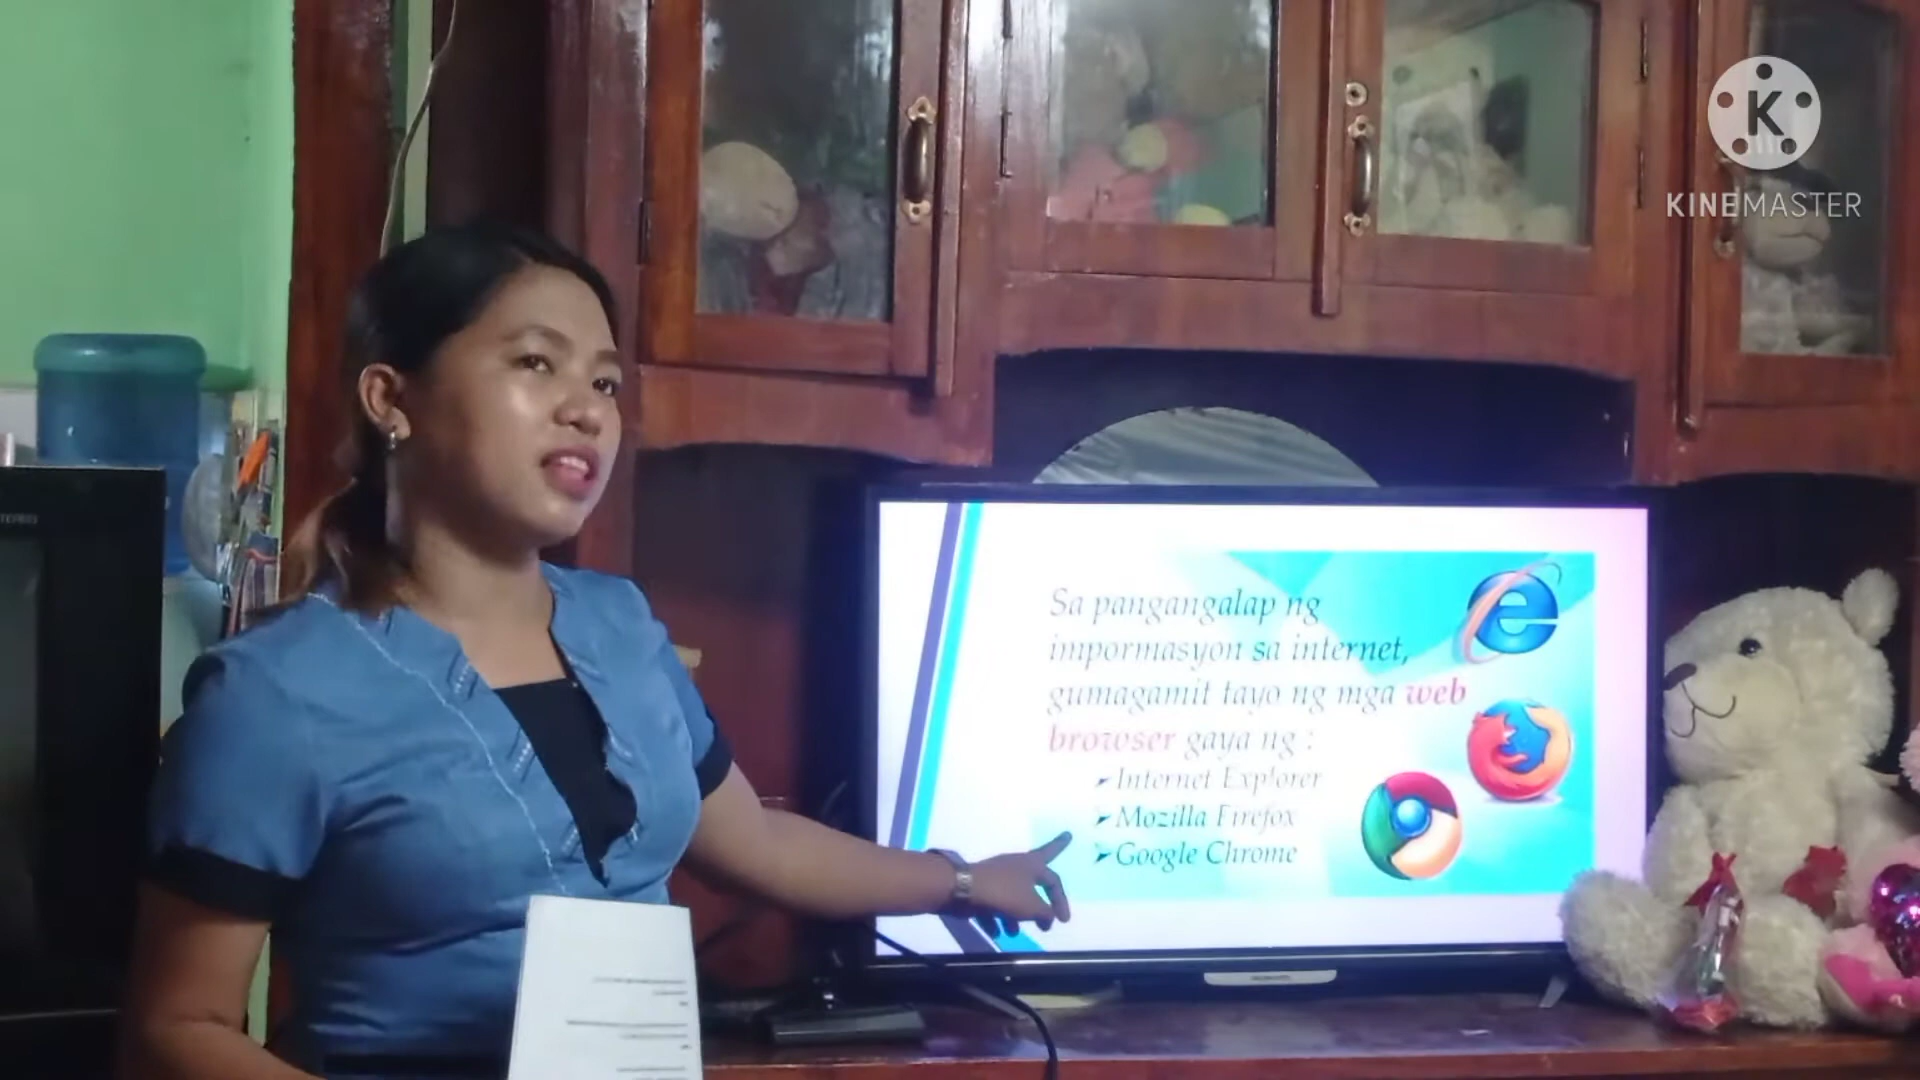 K
KINEMASTER
Sa pangangalap ng
impormasyon sa internet,
gumagamit tayo ng mga web
browser gaya ng :
➢Internet Explorer
➢Mozilla Firefox
➢Google Chrome